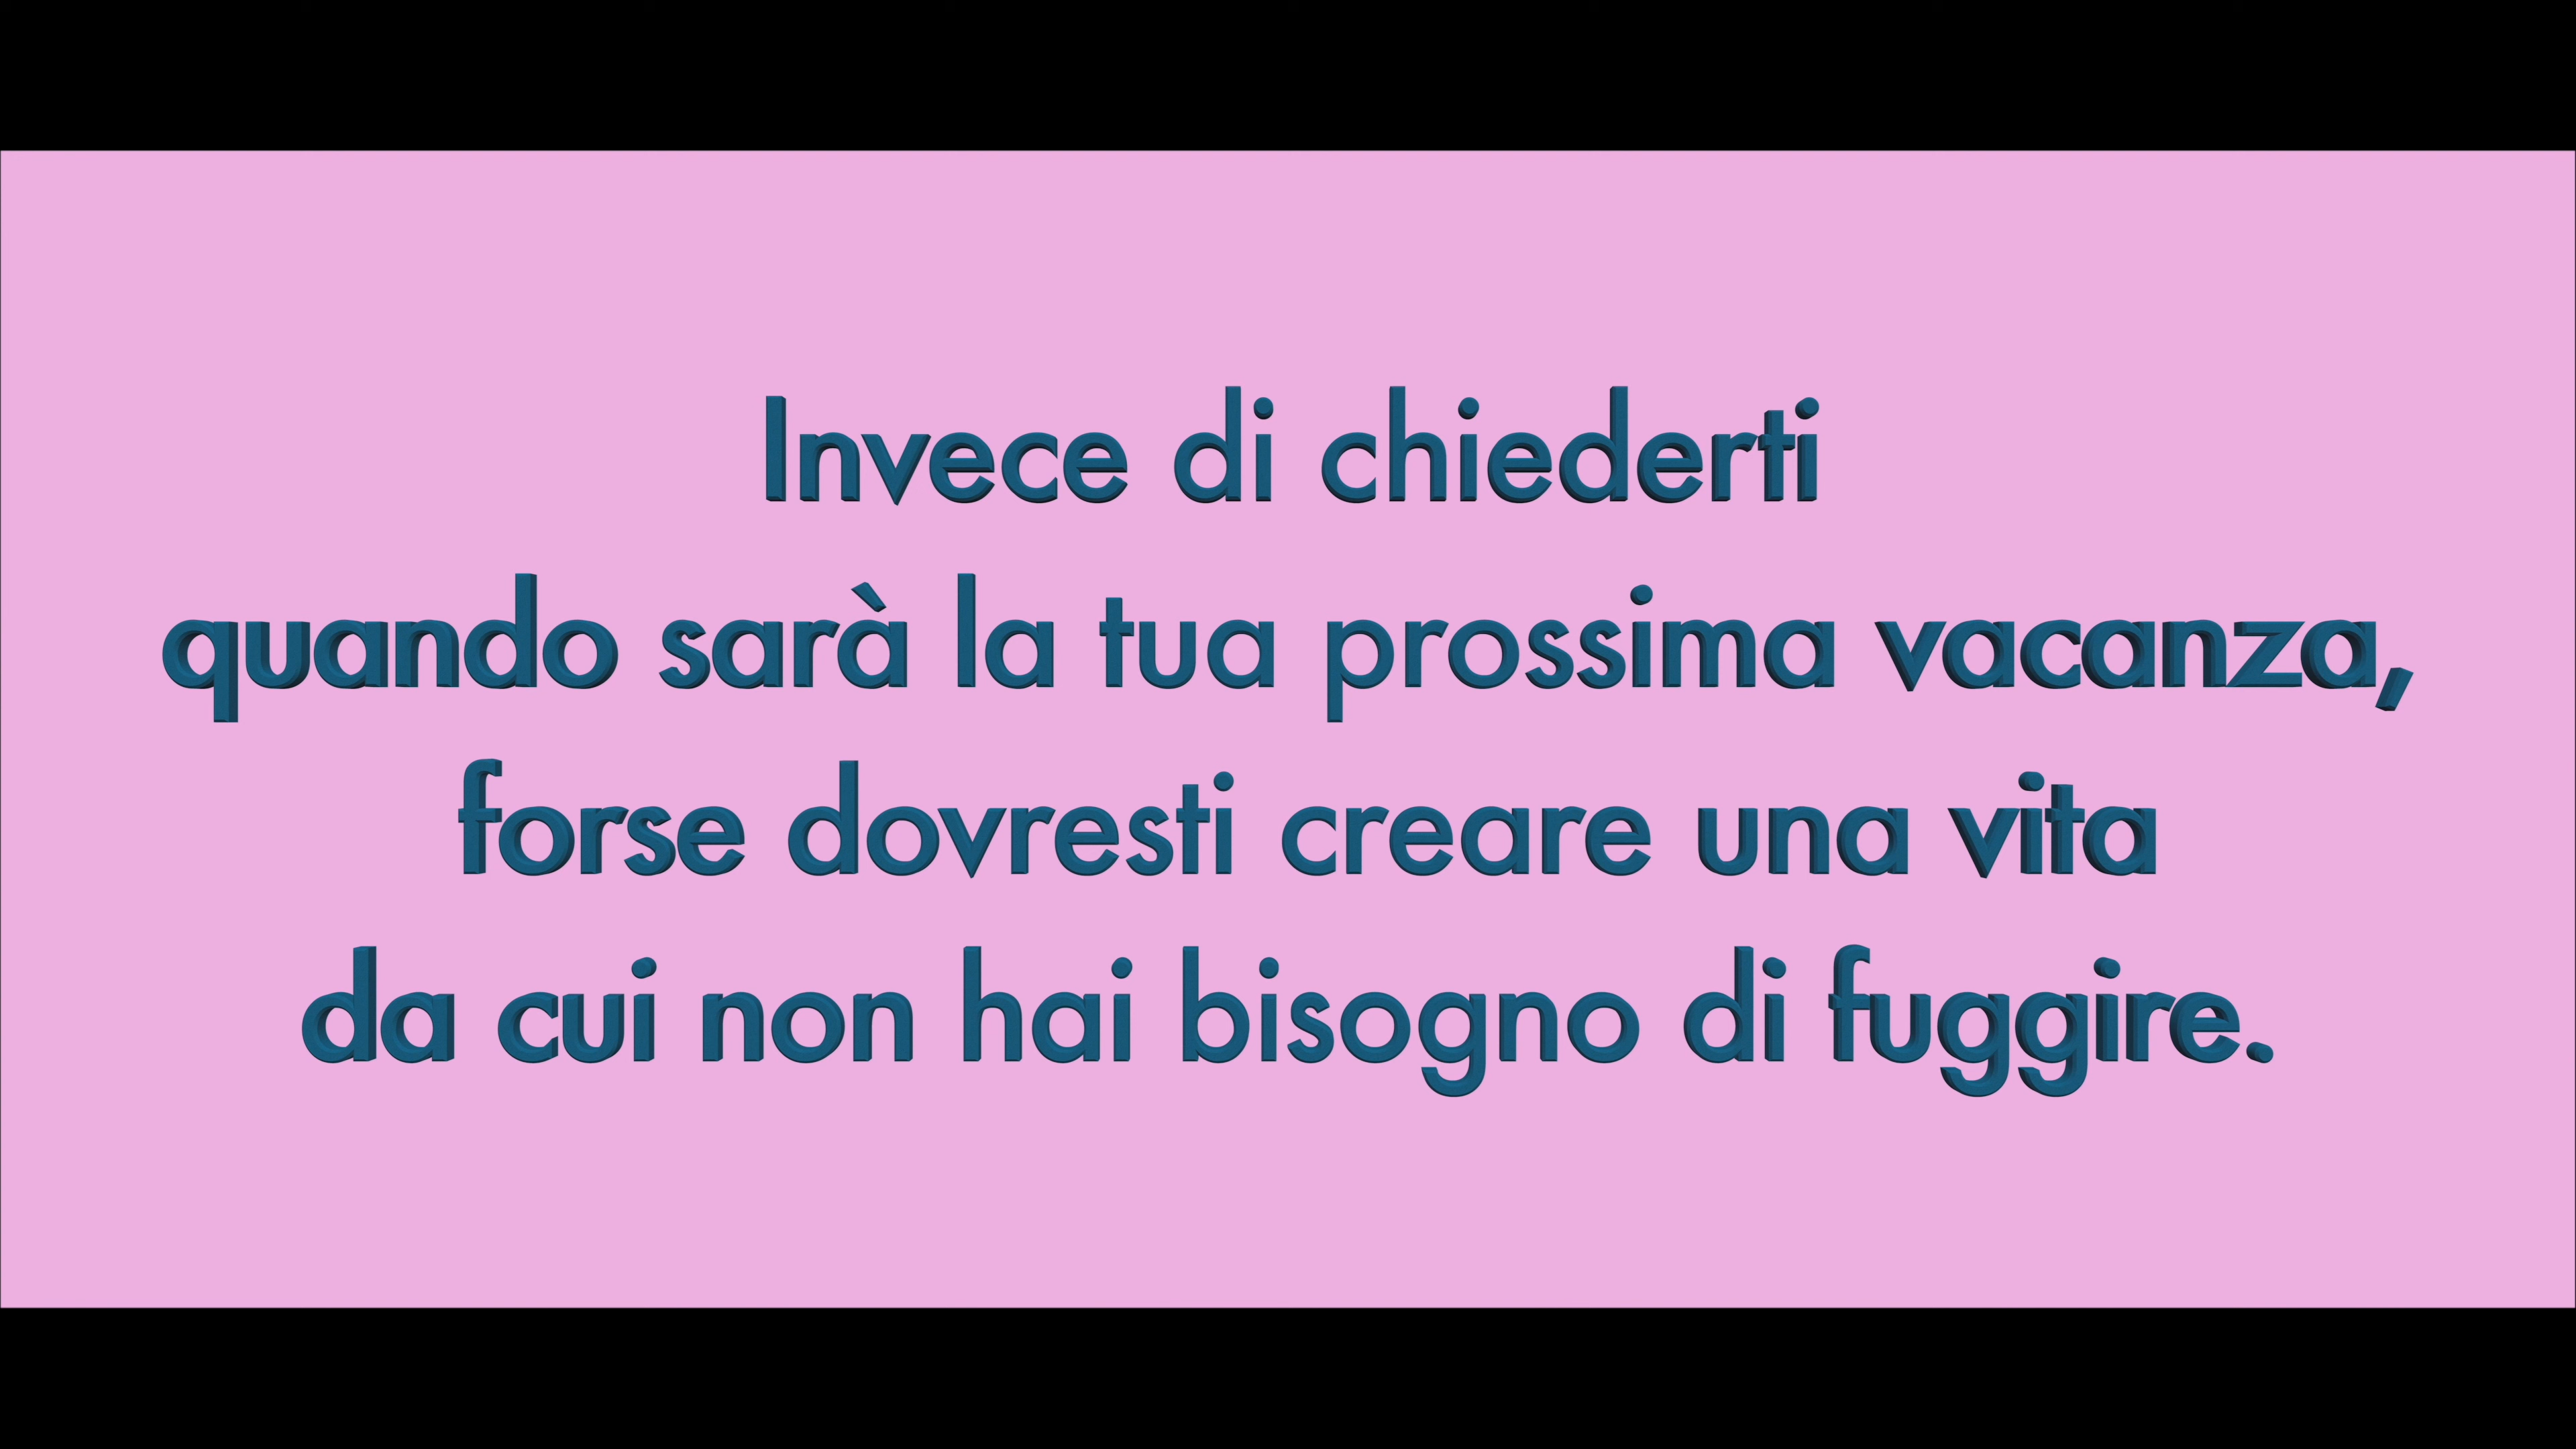 Invece di chiederti
quando sarà la tua prossima vacanza,
forse dovresti creare una vita
da cui non hai bisogno di fuggire.